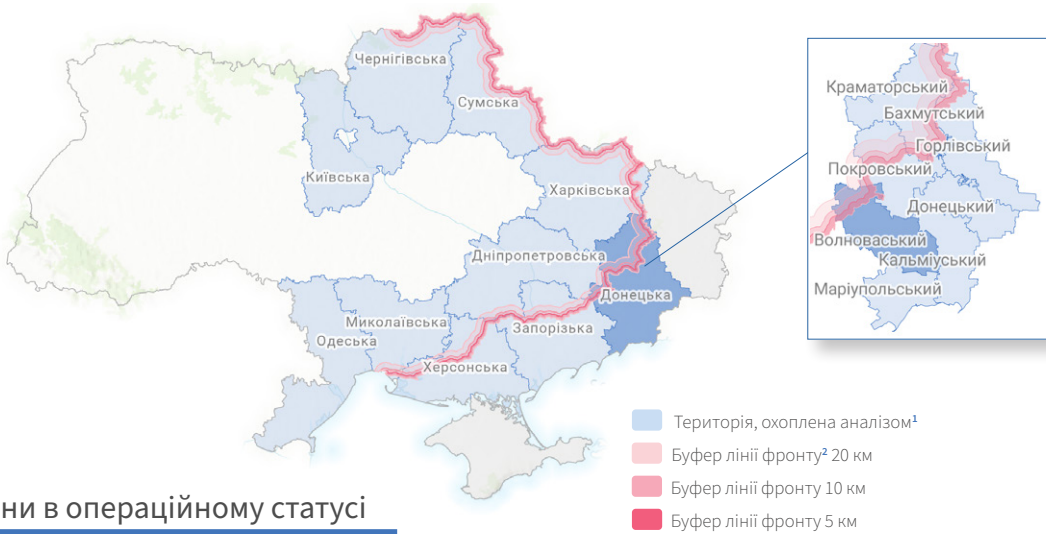 Чернігівська
Сумська
Київська
Харківська
Дніпропетровська
Донецька
Миколаївська
Запорізька
Одеська
Херсонська
Краматорський
Бахмутський
Горлівський
Покровський
Донецький
Волноваський
Кальміуський
Маріупольський
Територія, охоплена аналізом¹
Буфер лінії фронту² 20 км
Буфер лінії фронту 10 км
Буфер лінії фронту 5 км
ни в операційному статусі